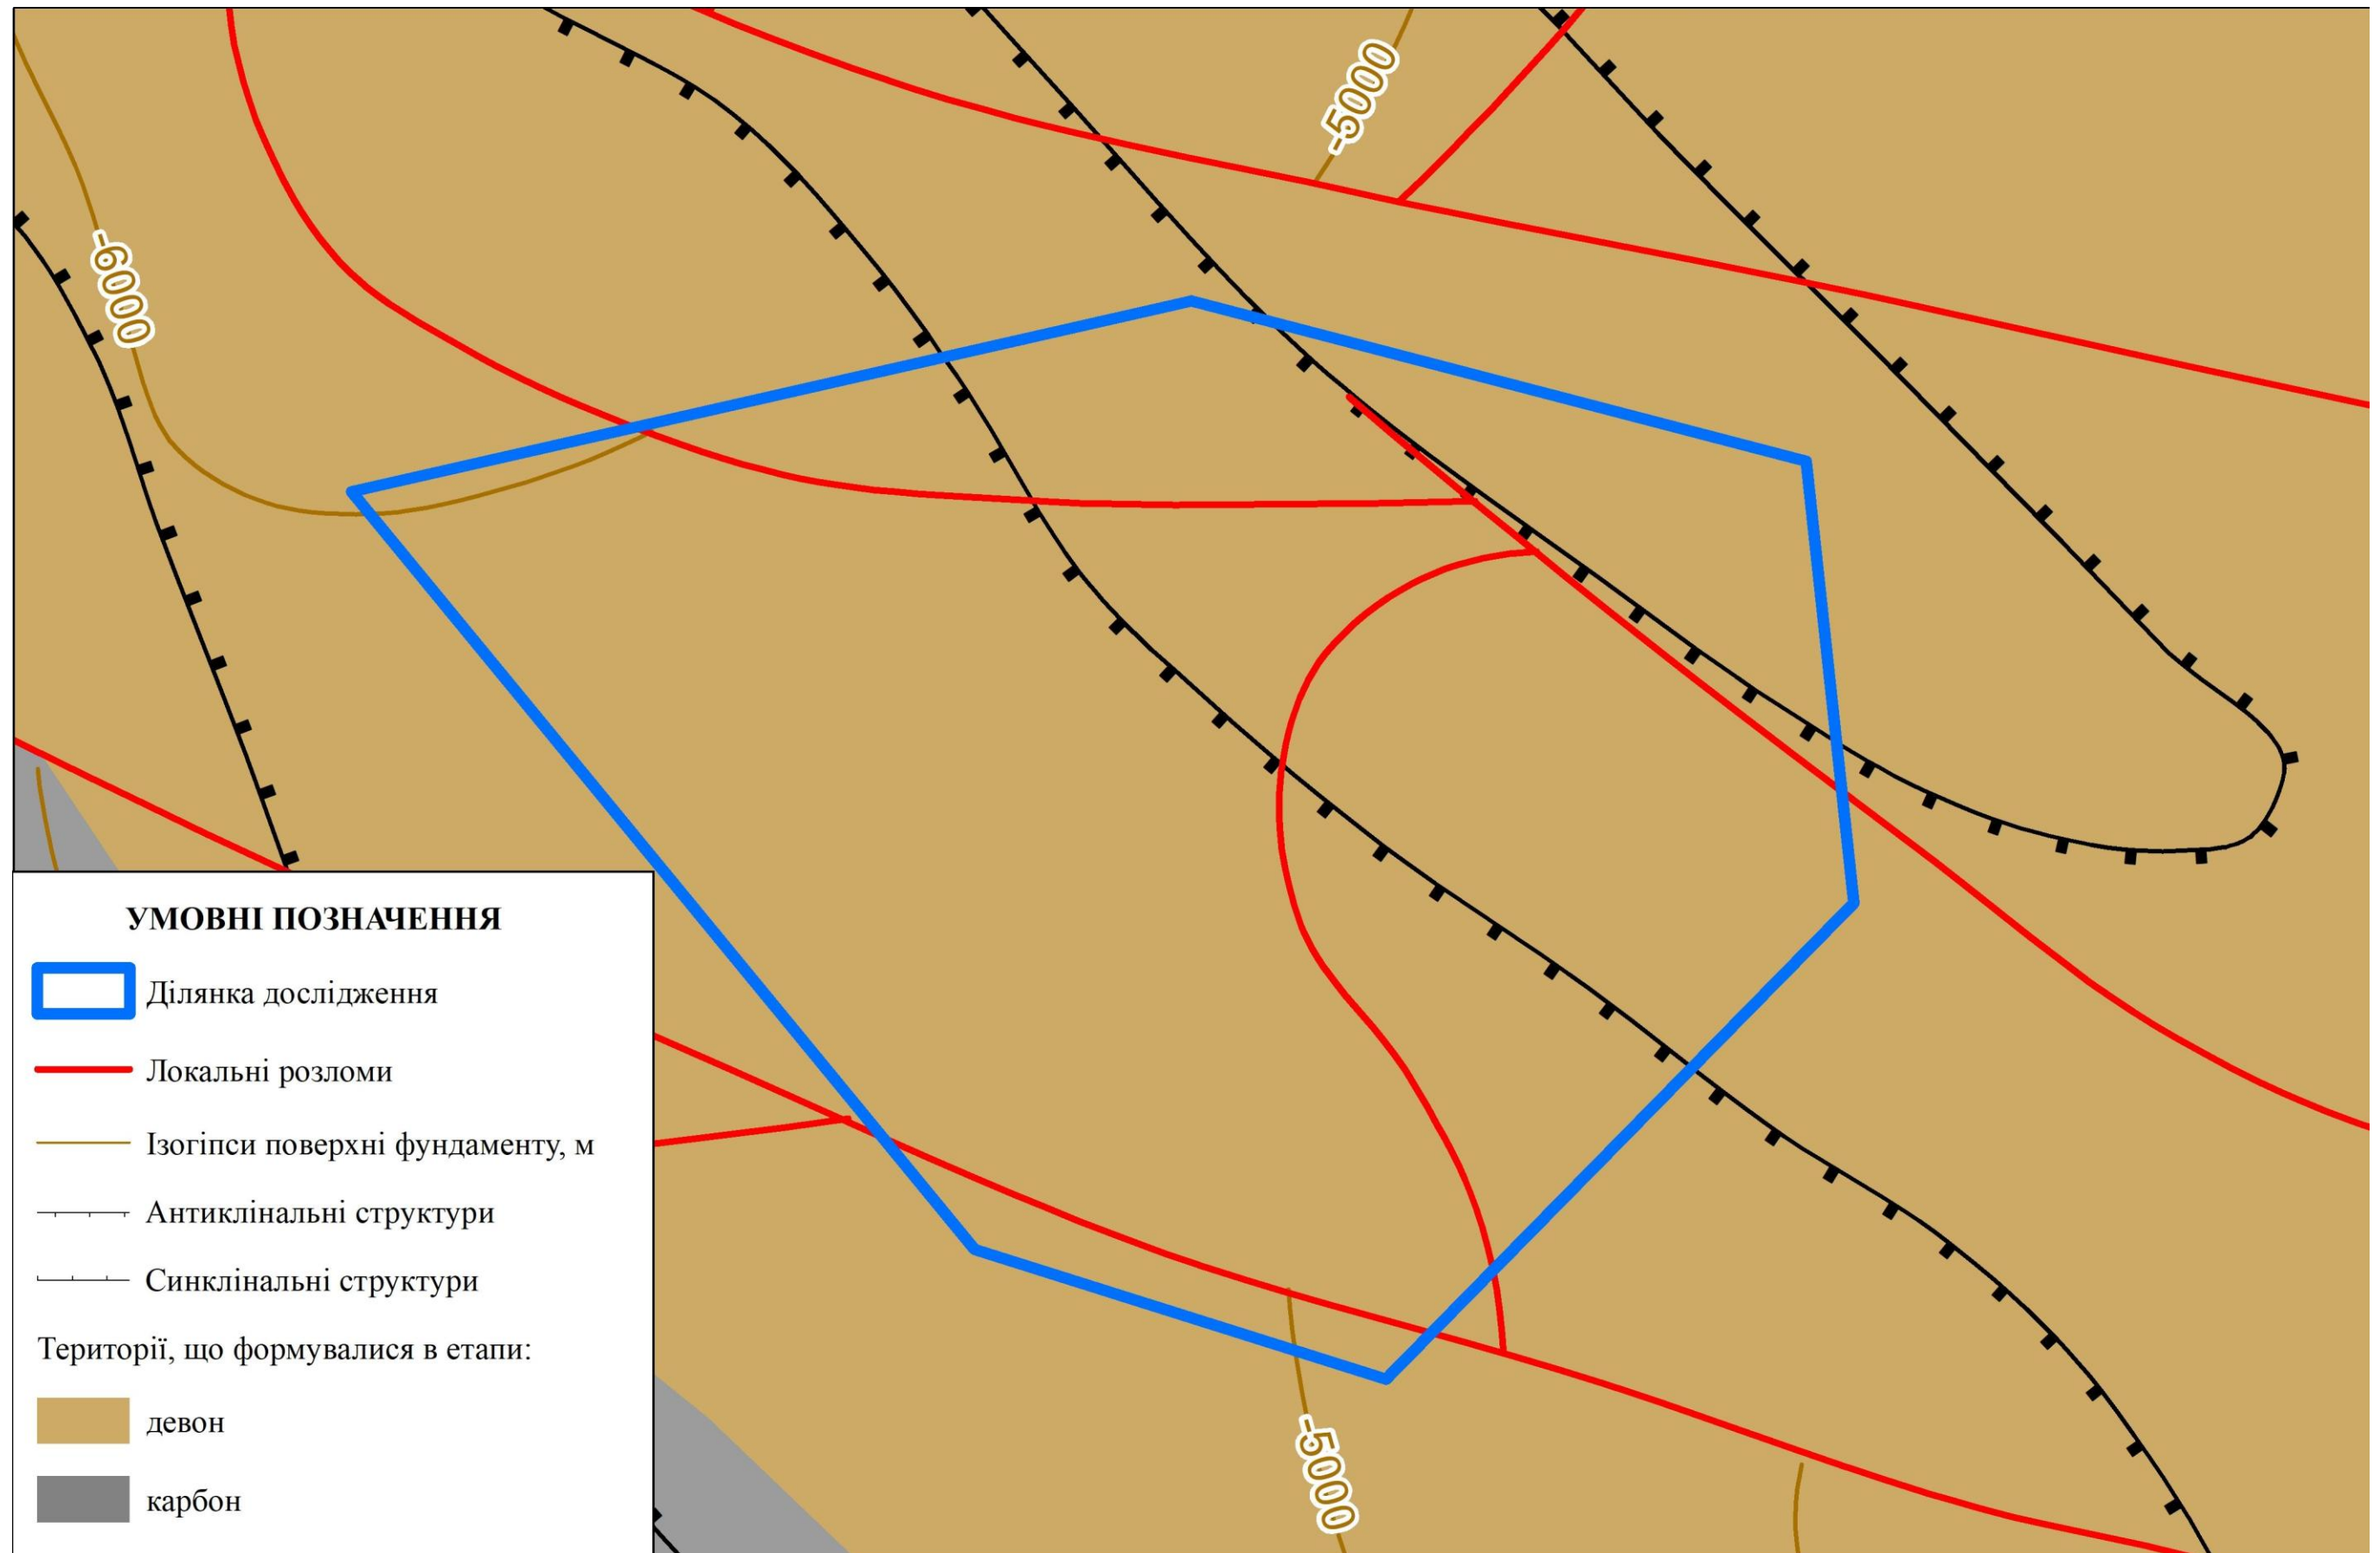 -5000
-6000
УМОВНІ ПОЗНАЧЕННЯ
Ділянка дослідження
Локальні розломи
Ізогіпси поверхні фундаменту, м
Антиклінальні структури
Синклінальні структури
Території, що формувалися в етапи:
девон
карбон
-5000